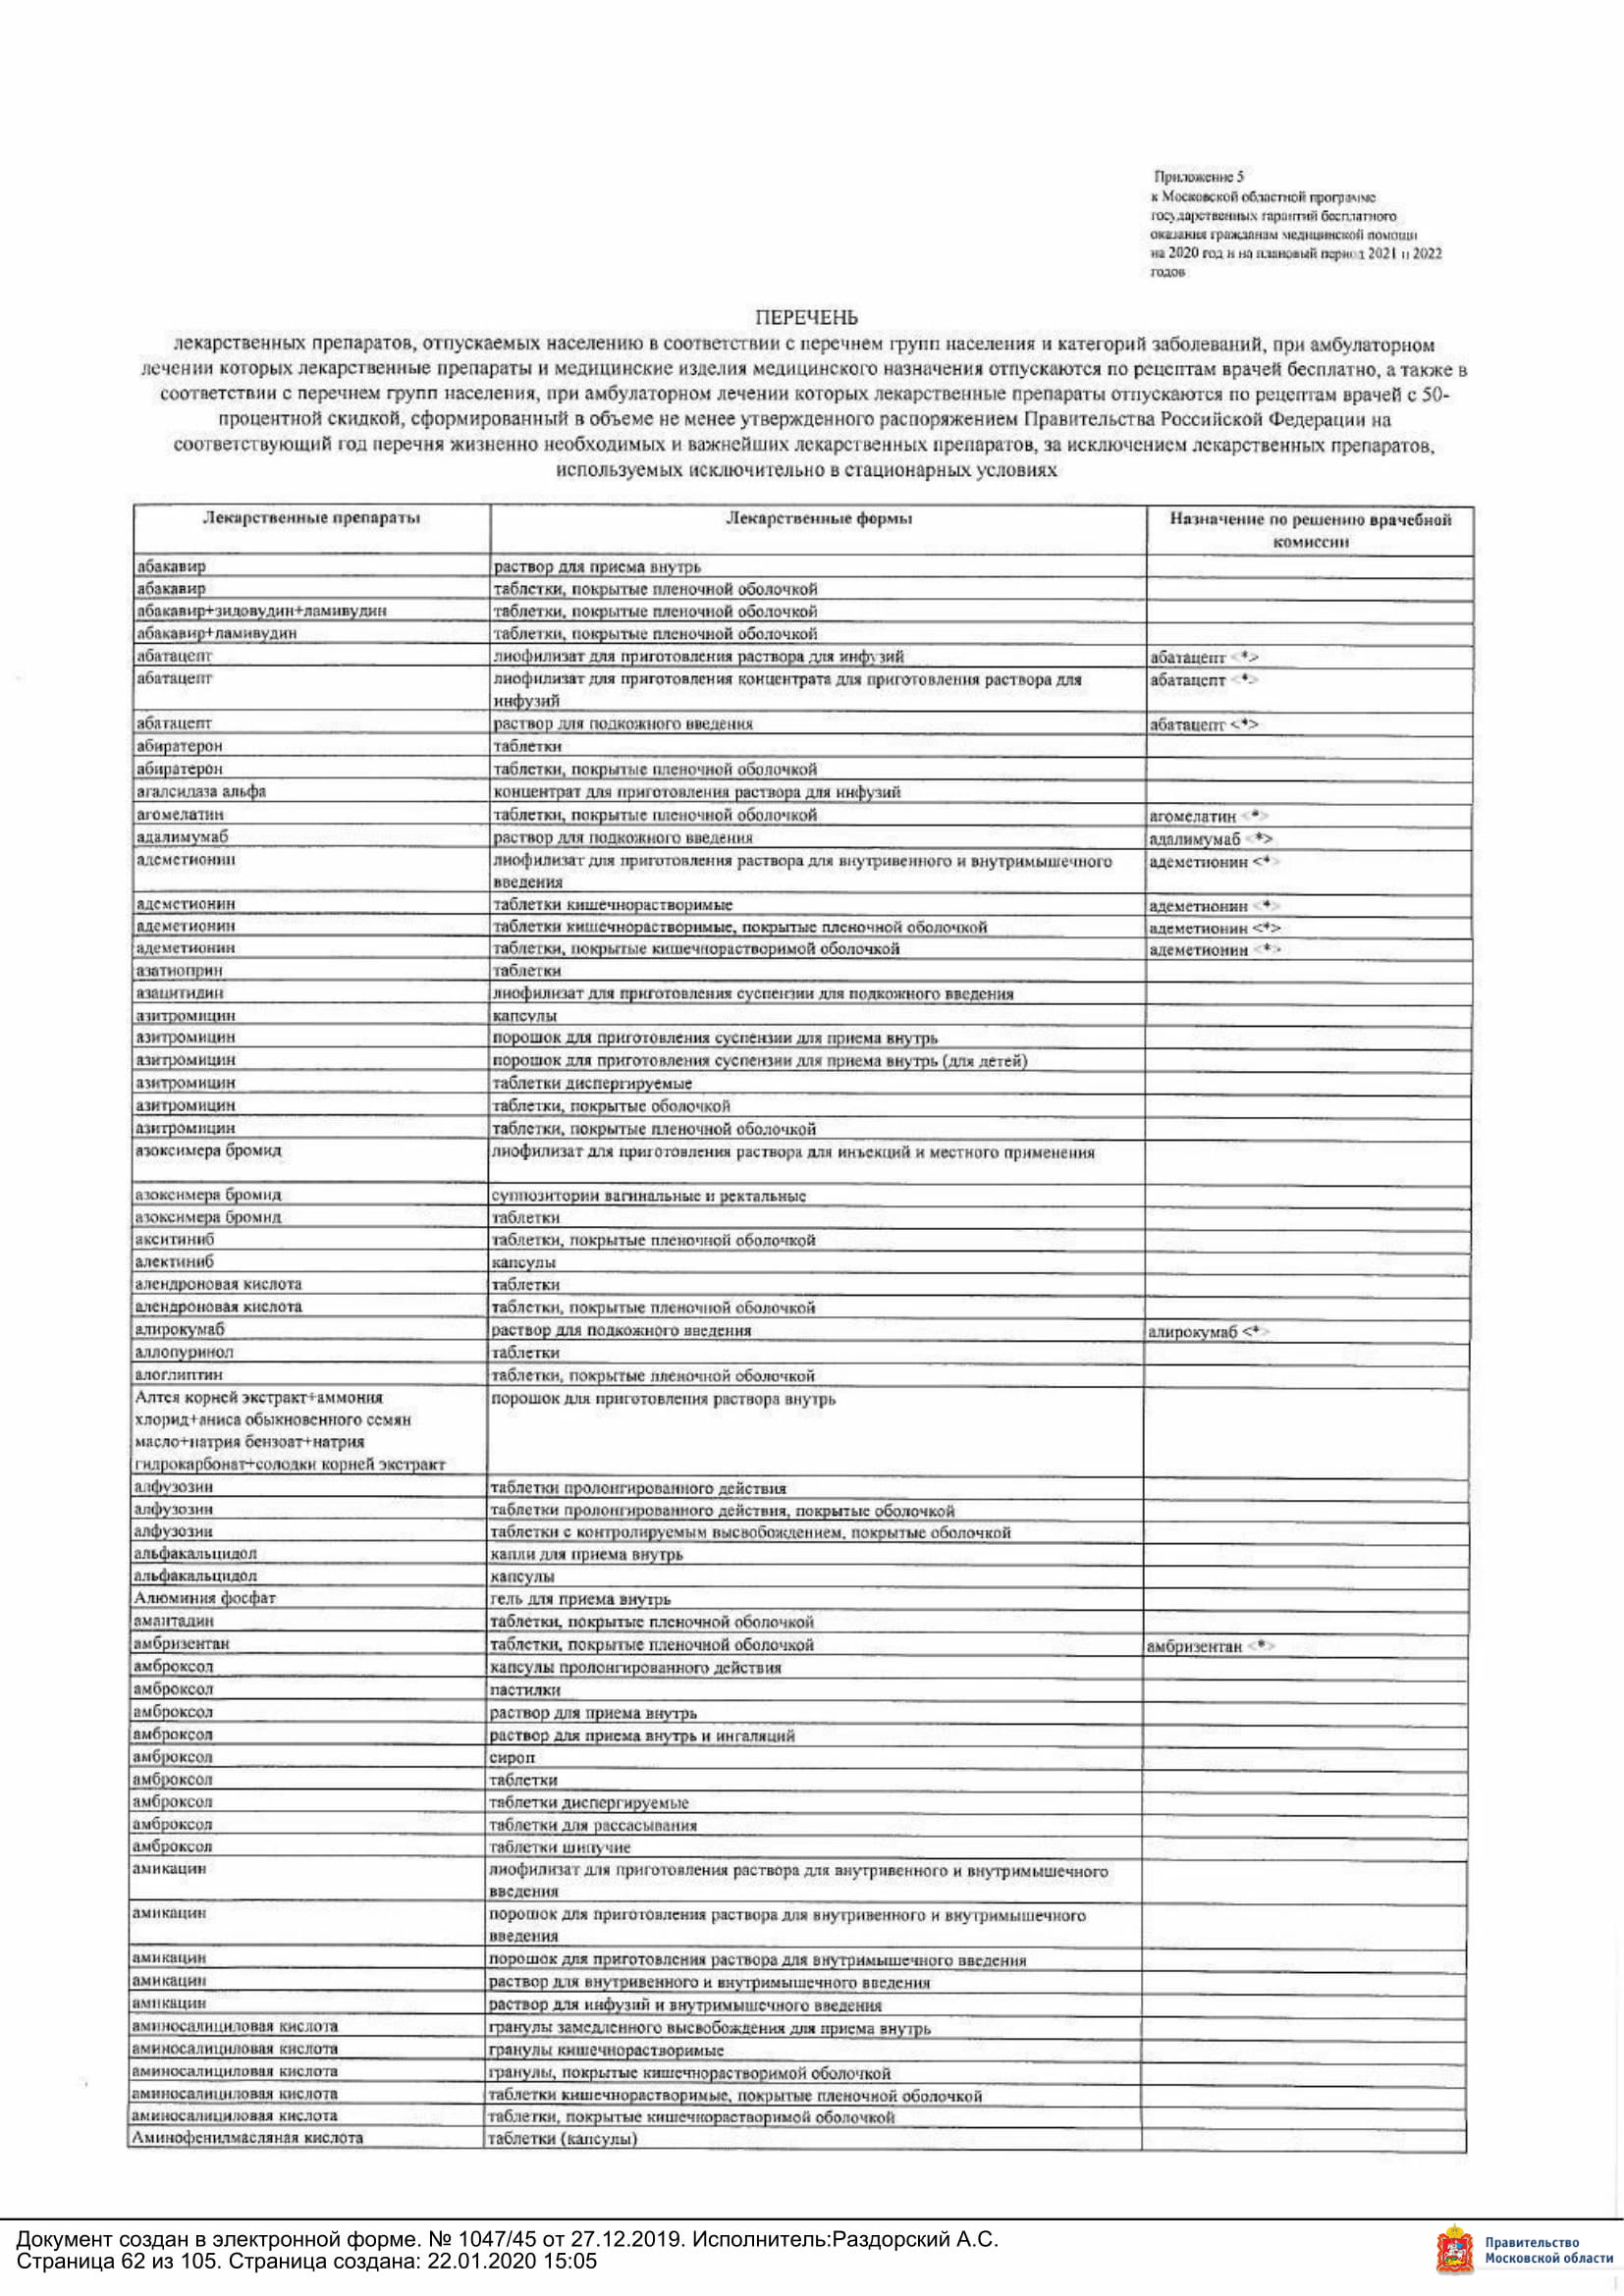 Приложение 5
к Московской областной программе
государственных гарантий бесплатного
оказания гражданам медицинской помощи
на 2020 год и на плановый период 2021 и 2022
годов
ПЕРЕЧЕНЬ
лекарственных препаратов, отпускаемых населению в соответствии с перечнем групп населения и категорий заболеваний, при амбулаторном
лечении которых лекарственные препараты и медицинские изделия медицинского назначения отпускаются по рецептам врачей бесплатно, а также в
соответствии с перечнем групп населения, при амбулаторном лечении которых лекарственные препараты отпускаются по рецептам врачей с 50-
процентной скидкой, сформированный в объеме не менее утвержденного распоряжением Правительства Российской Федерации на
соответствующий год перечня жизненно необходимых и важнейших лекарственных препаратов, за исключением лекарственных препаратов,
используемых исключительно в стационарных условиях
Лекарственные препараты Лекарственные формы Назначение по решению врачебной
комиссии
абакавир раствор для приема внутрь
абакавир таблетки, покрытые пленочной оболочкой
абакавир+зидовудин+ламивудин таблетки, покрытые пленочной оболочкой
абакавир+ламивудин таблетки, покрытые пленочной оболочкой
абатацепт лиофилизат для приготовления раствора для инфузий абатацепт <*>
абатацепт лиофилизат для приготовления концентрата для приготовления раствора для абатацепт <*>
инфузий
абатацепт раствор для подкожного введения абатацепт <*>
абиратерон таблетки
абиратерон таблетки, покрытые пленочной оболочкой
агалсидаза альфа концентрат для приготовления раствора для инфузий
агомелатин таблетки, покрытые пленочной оболочкой агомелатин <*>
адалимумаб раствор для подкожного введения адалимумаб <*>
адеметионин лиофилизат для приготовления раствора для внутривенного и внутримышечного адеметионин <*>
введения
адеметионин таблетки кишечнорастворимые адеметионин <*>
адеметионин таблетки кишечнорастворимые, покрытые пленочной оболочкой адеметионин <*>
адеметионин таблетки, покрытые кишечнорастворимой оболочкой адеметионин <*>
азатиоприн таблетки
азацитидин лиофилизат для приготовления суспензии для подкожного введения
азитромицин капсулы
азитромицин порошок для приготовления суспензии для приема внутрь
азитромицин порошок для приготовления суспензии для приема внутрь (для детей)
азитромицин таблетки диспергируемые
азитромицин таблетки, покрытые оболочкой
азитромицин таблетки, покрытые пленочной оболочкой
азоксимера бромид лиофилизат для приготовления раствора для инъекций и местного применения
азоксимера бромид суппозитории вагинальные и ректальные
азоксимера бромид таблетки
акситиниб таблетки, покрытые пленочной оболочкой
алектиниб капсулы
алендроновая кислота таблетки
алендроновая кислота таблетки, покрытые пленочной оболочкой
алирокумаб раствор для подкожного введения алирокумаб <*>
аллопуринол таблетки
алоглиптин таблетки, покрытые пленочной оболочкой
Алтея корней экстракт+аммония порошок для приготовления раствора внутрь
хлорид+аниса обыкновенного семян
масло+натрия бензоат+натрия
гидрокарбонат+солодки корней экстракт
алфузозин таблетки пролонгированного действия
алфузозин таблетки пролонгированного действия, покрытые оболочкой
алфузозин таблетки с контролируемым высвобождением, покрытые оболочкой
альфакальцидол капли для приема внутрь
альфакальцидол капсулы
Алюминия фосфат гель для приема внутрь
амантадин таблетки, покрытые пленочной оболочкой
амбризентан таблетки, покрытые пленочной оболочкой амбризентан <*>
амброксол капсулы пролонгированного действия
амброксол пастилки
амброксол раствор для приема внутрь
амброксол раствор для приема внутрь и ингаляций
амброксол сироп
амброксол таблетки
амброксол таблетки диспергируемые
амброксол таблетки для рассасывания
амброксол таблетки шипучие
амикацин лиофилизат для приготовления раствора для внутривенного и внутримышечного
введения
амикацин порошок для приготовления раствора для внутривенного и внутримышечного
введения
амикацин порошок для приготовления раствора для внутримышечного введения
амикацин раствор для внутривенного и внутримышечного введения
амикацин раствор для инфузий и внутримышечного введения
аминосалициловая кислота гранулы замедленного высвобождения для приема внутрь
аминосалициловая кислота гранулы кишечнорастворимые
аминосалициловая кислота гранулы, покрытые кишечнорастворимой оболочкой
аминосалициловая кислота таблетки кишечнорастворимые, покрытые пленочной оболочкой
аминосалициловая кислота таблетки, покрытые кишечнорастворимой оболочкой
Аминофенилмасляная кислота таблетки (капсулы)
Документ создан в электронной форме. № 1047/45 от 27.12.2019. Исполнитель:Раздорский А.С.
Страница 62 из 105. Страница создана: 22.01.2020 15:05
Правительство
Московской области